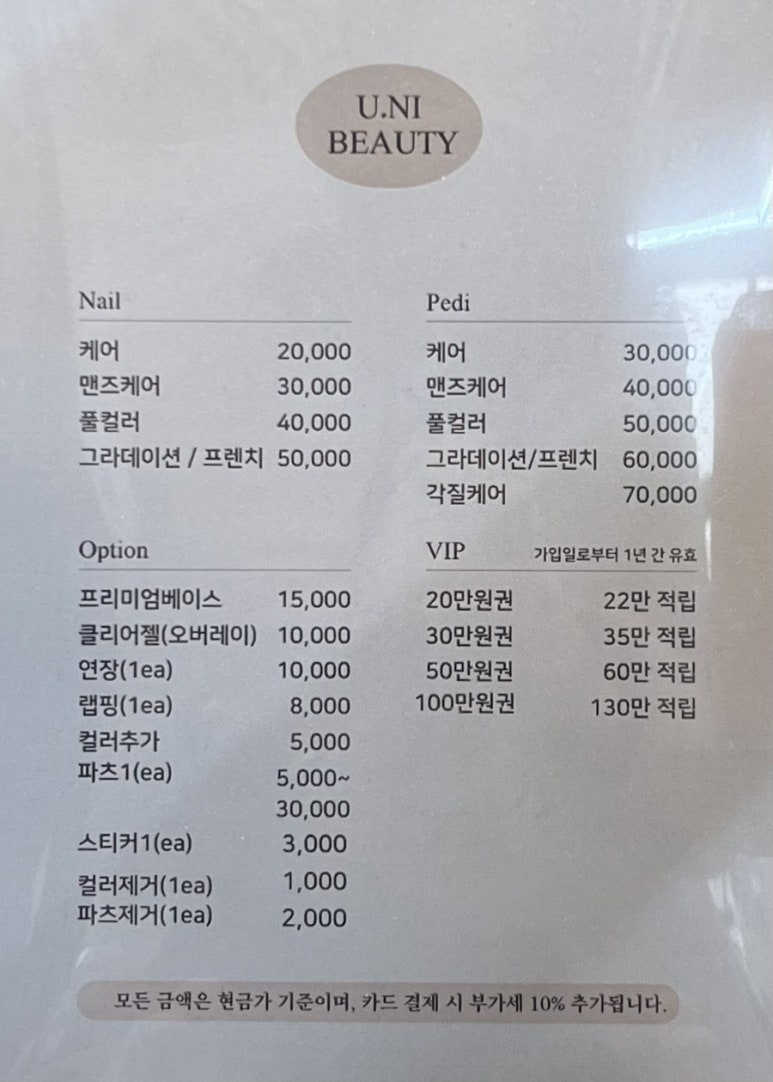 U.NI
BEAUTY
Nail
케어 20,000
맨즈케어 30,000
풀컬러 40,000
그라데이션 / 프렌치 50,000
Pedi
케어 30,000
맨즈케어 40,000
풀컬러 50,000
그라데이션/프렌치 60,000
각질케어 70,000
Option
프리미엄베이스 15,000
클리어젤(오버레이) 10,000
연장(1ea) 10,000
랩핑(1ea) 8,000
컬러추가 5,000
파츠1(ea) 5,000~
30,000
스티커1(ea) 3,000
컬러제거(1ea) 1,000
파츠제거(1ea) 2,000
VIP 가입일로부터 1년 간 유효
20만원권 22만 적립
30만원권 35만 적립
50만원권 60만 적립
100만원권 130만 적립
모든 금액은 현금가 기준이며, 카드 결제 시 부가세 10% 추가됩니다.